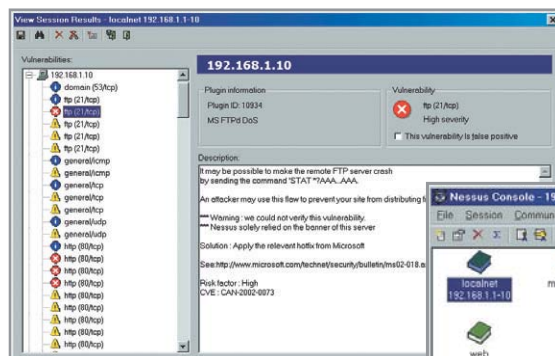 View Session Results - localnet 192.168.1.1-10
Vulnerabilities:
192.168.1.10
domain (53/tcp)
ftp (21/tcp)
ftp (21/tcp)
ftp (21/tcp)
ftp (21/tcp)
ftp (21/tcp)
general/icmp
general/icmp
general/tcp
general/tcp
general/tcp
general/udp
general/udp
http (80/tcp)
http (80/tcp)
http (80/tcp)
http (80/tcp)
http (80/tcp)
http (80/tcp)
http (80/tcp)
http (80/tcp)
192.168.1.10
Plugin information
Plugin ID: 10934
MS FTPd DoS
Vulnerability
ftp (21/tcp)
High severity
This vulnerability is false positive
Description:
It may be possible to make the remote FTP server crash
by sending the command 'STAT *?AAA...AAA.
An attacker may use this flow to prevent your site from distributing
*** Warning : we could not verify this vulnerability.
*** Nessus solely relied on the banner of this server
Solution : Apply the relevant hotfix from Microsoft
See:http://www.microsoft.com/technet/security/bulletin/ms02-018.a
Risk factor : High
CVE : CAN-2002-0073
Nessus Console - 19
File Session Commun
localnet
192.168.1.1-10
m
web